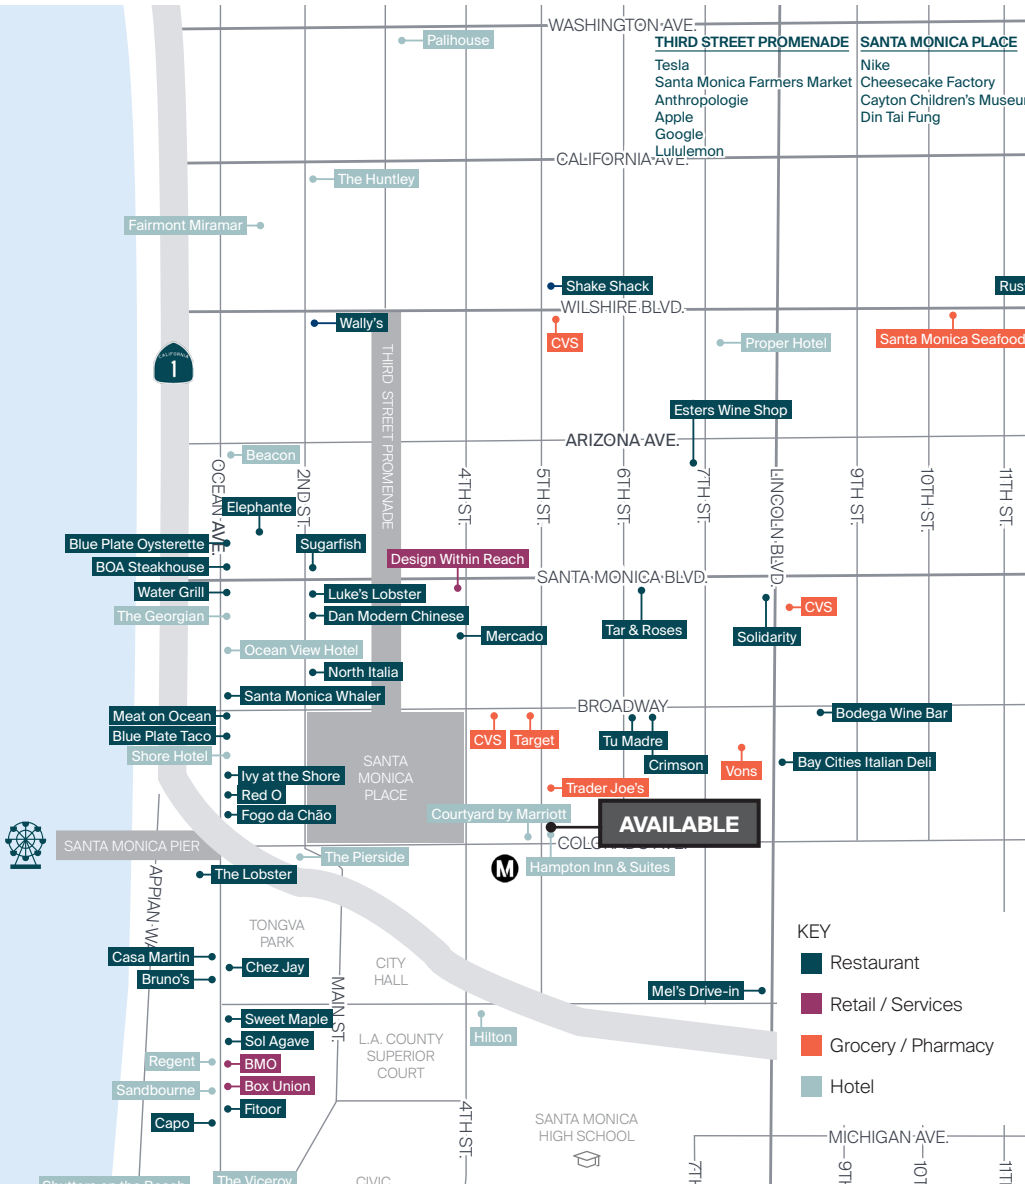 WASHINGTON AVE.
Palihouse
THIRD STREET PROMENADE
Tesla
Santa Monica Farmers Market
Anthropologie
Apple
Google
Lululemon
SANTA MONICA PLACE
Nike
Cheesecake Factory
Din Tai Fung
CALIFORNIA AVE.
The Huntley
Fairmont Miramar
Shake Shack
WILSHIRE BLVD.
Wally's
CVS
Proper Hotel
Santa Monica Seafood
CALIFORNIA
1
THIRD STREET PROMENADE
Esters Wine Shop
ARIZONA AVE.
Beacon
OCEAN AVE.
2ND ST.
4TH ST.
5TH ST.
6TH ST.
7TH ST.
LINCOLN BLVD.
9TH ST.
10TH ST.
11TH ST.
Elephante
Blue Plate Oysterette
Sugarfish
BOA Steakhouse
Design Within Reach
SANTA MONICA BLVD.
Water Grill
Luke's Lobster
The Georgian
Dan Modern Chinese
Mercado
Tar & Roses
Solidarity
CVS
Ocean View Hotel
North Italia
Santa Monica Whaler
BROADWAY
Meat on Ocean
Blue Plate Taco
Shore Hotel
CVS
Target
Tu Madre
Crimson
Bodega Wine Bar
Vons
Bay Cities Italian Deli
SANTA
MONICA
PLACE
Ivy at the Shore
Red O
Fogo da Chão
Trader Joe's
Courtyard by Marriott
AVAILABLE
SANTA MONICA PIER
The Pierside
M
Hampton Inn & Suites
The Lobster
TONGVA
PARK
CITY
HALL
Casa Martin
Chez Jay
Bruno's
MAIN ST.
Mel's Drive-in
Sweet Maple
Sol Agave
L.A. COUNTY
SUPERIOR
COURT
Hilton
Regent
BMO
Sandbourne
Box Union
Fitoor
Capo
4TH ST.
SANTA MONICA
HIGH SCHOOL
KEY
Restaurant
Retail / Services
Grocery / Pharmacy
Hotel
MICHIGAN AVE.
The Viceroy